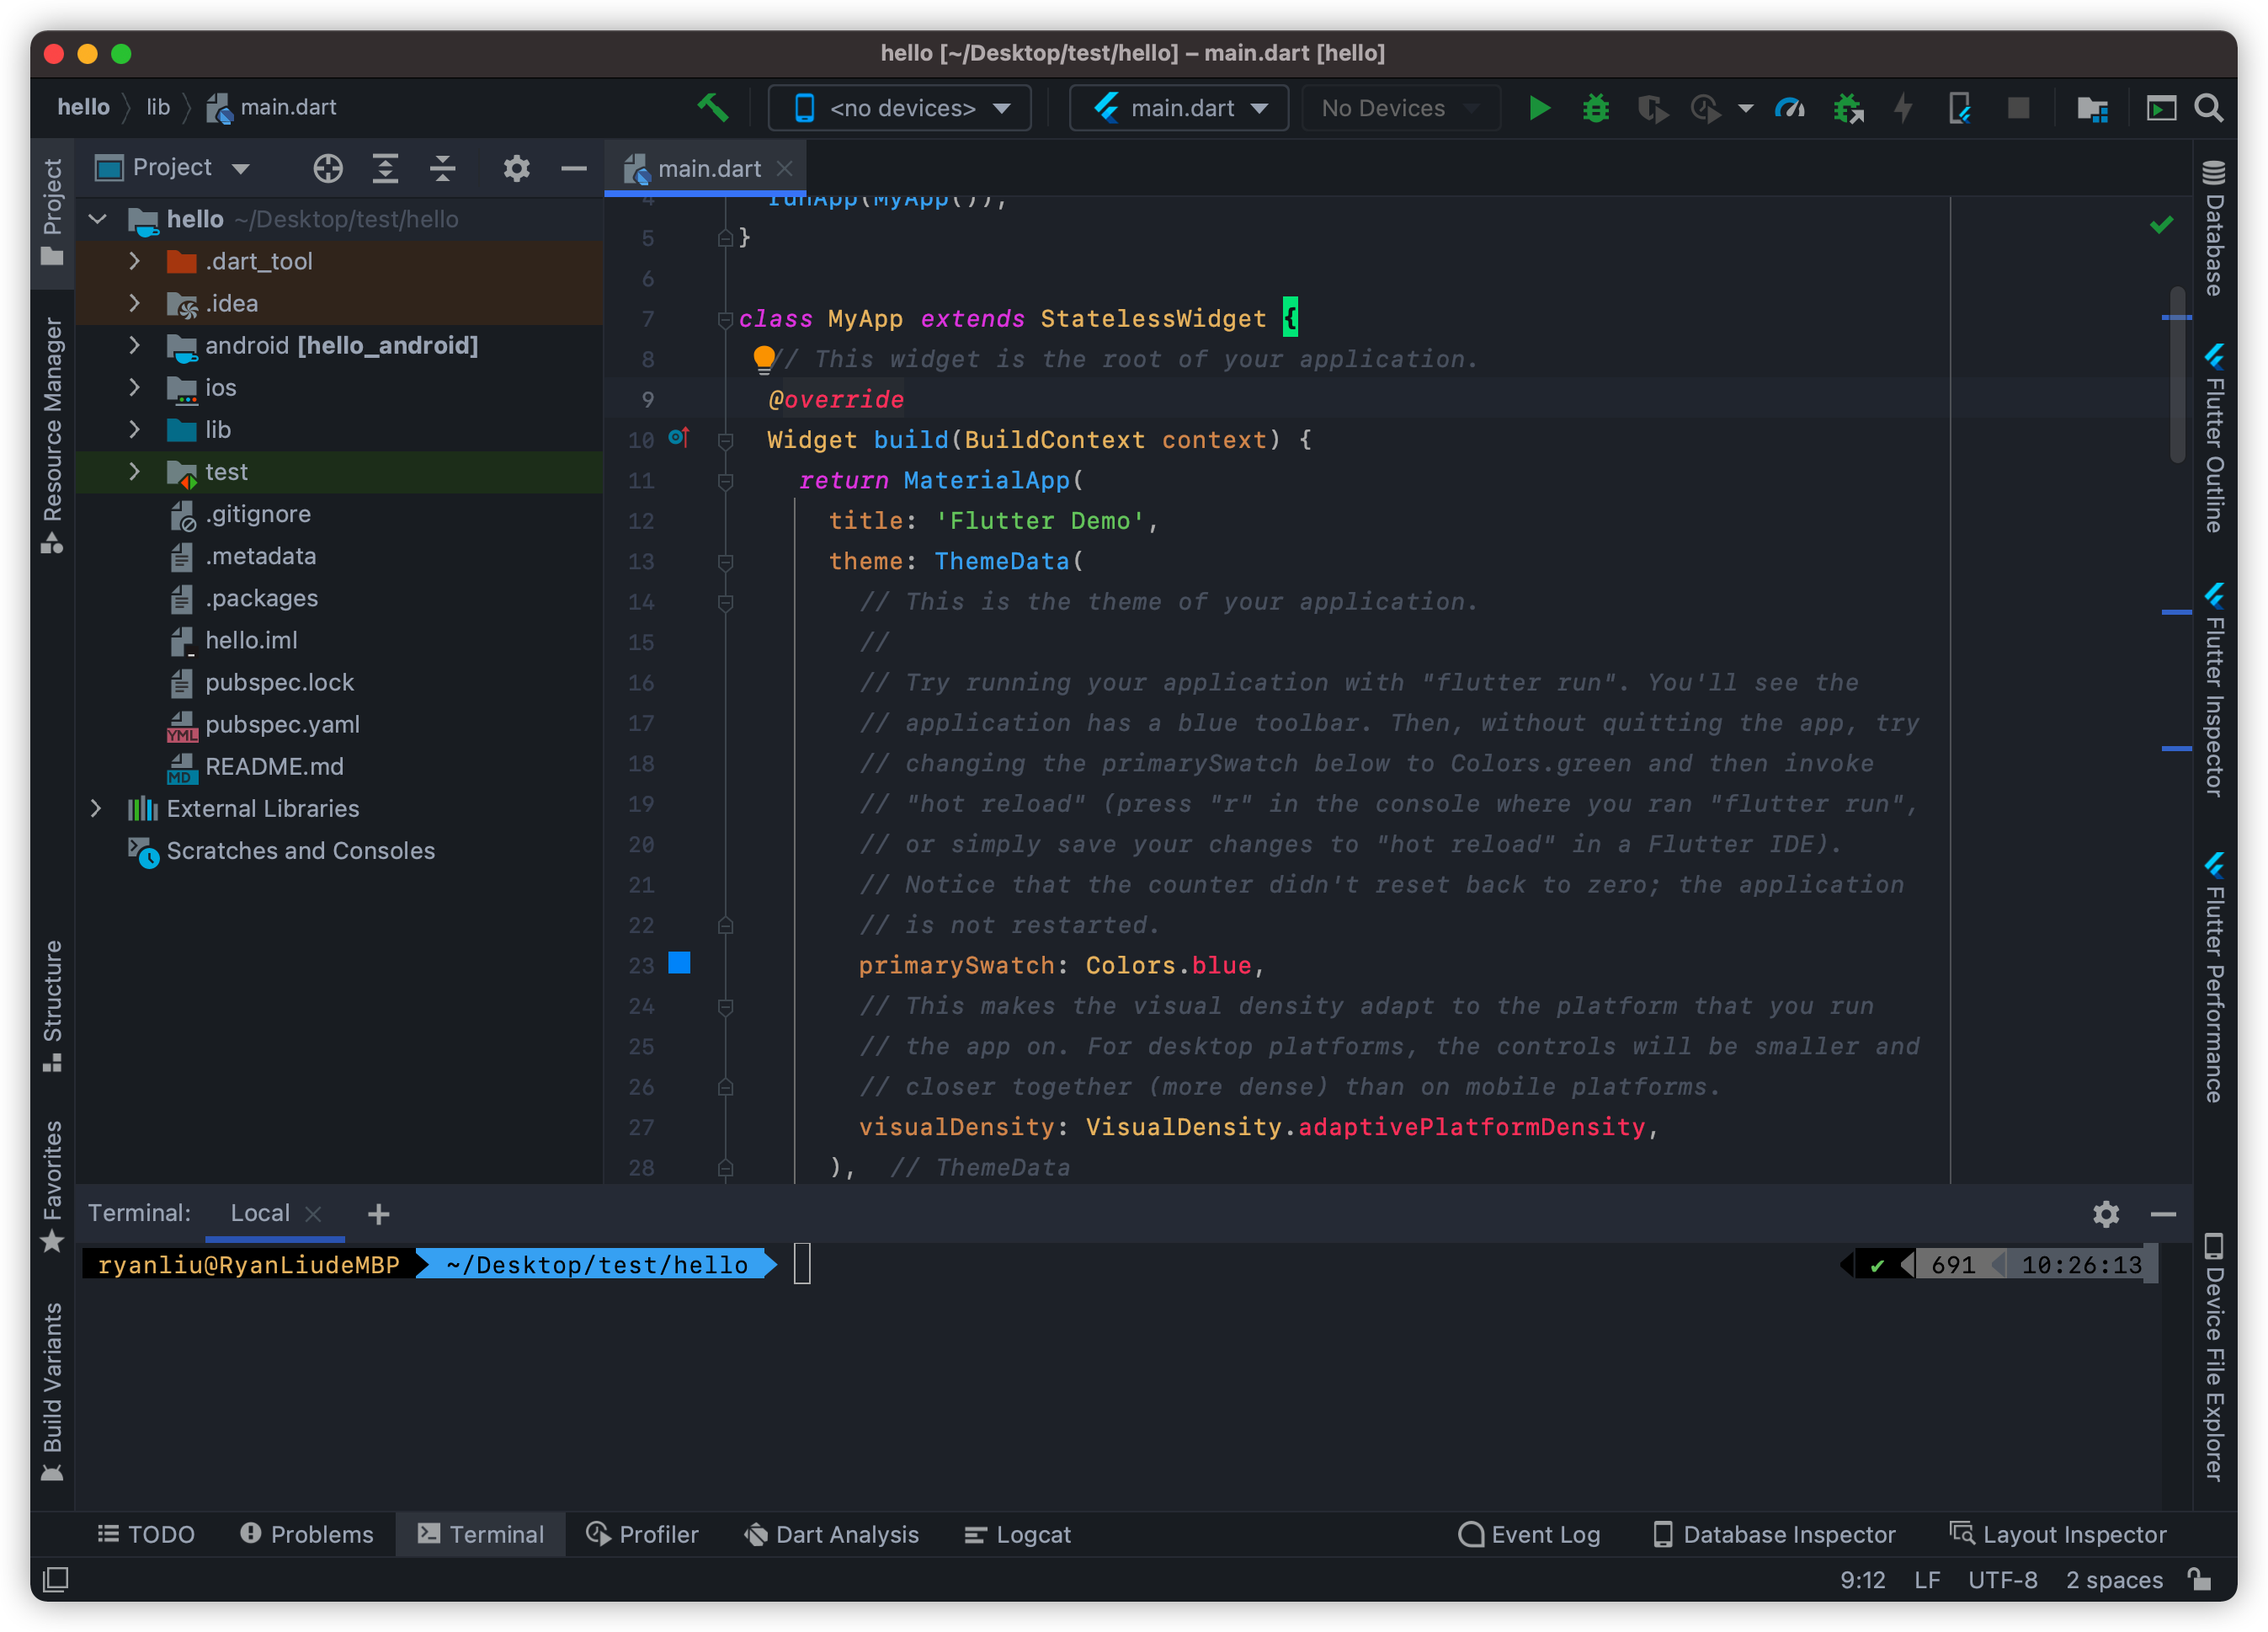 hello [~/Desktop/test/hello] – main.dart [hello]
hello lib main.dart <no devices> main.dart No Devices
Project
main.dart
Project
Resource Manager
Structure
Favorites
Build Variants
hello ~/Desktop/test/hello
.dart_tool
.idea
android [hello_android]
ios
lib
test
.gitignore
.metadata
.packages
hello.iml
pubspec.lock
YML pubspec.yaml
MD README.md
External Libraries
Scratches and Consoles
4 runApp(MyApp());
5 }
6
7 class MyApp extends StatelessWidget {
8 // This widget is the root of your application.
9 @override
10 Widget build(BuildContext context) {
11 return MaterialApp(
12 title: 'Flutter Demo',
13 theme: ThemeData(
14 // This is the theme of your application.
15 //
16 // Try running your application with "flutter run". You'll see the
17 // application has a blue toolbar. Then, without quitting the app, try
18 // changing the primarySwatch below to Colors.green and then invoke
19 // "hot reload" (press "r" in the console where you ran "flutter run",
20 // or simply save your changes to "hot reload" in a Flutter IDE).
21 // Notice that the counter didn't reset back to zero; the application
22 // is not restarted.
23 primarySwatch: Colors.blue,
24 // This makes the visual density adapt to the platform that you run
25 // the app on. For desktop platforms, the controls will be smaller and
26 // closer together (more dense) than on mobile platforms.
27 visualDensity: VisualDensity.adaptivePlatformDensity,
28 ), // ThemeData
Database
Flutter Outline
Flutter Inspector
Flutter Performance
Device File Explorer
Terminal: Local
ryanliu@RyanLiudeMBP ~/Desktop/test/hello ✔ 691 10:26:13
TODO Problems Terminal Profiler Dart Analysis Logcat Event Log Database Inspector Layout Inspector
9:12 LF UTF-8 2 spaces